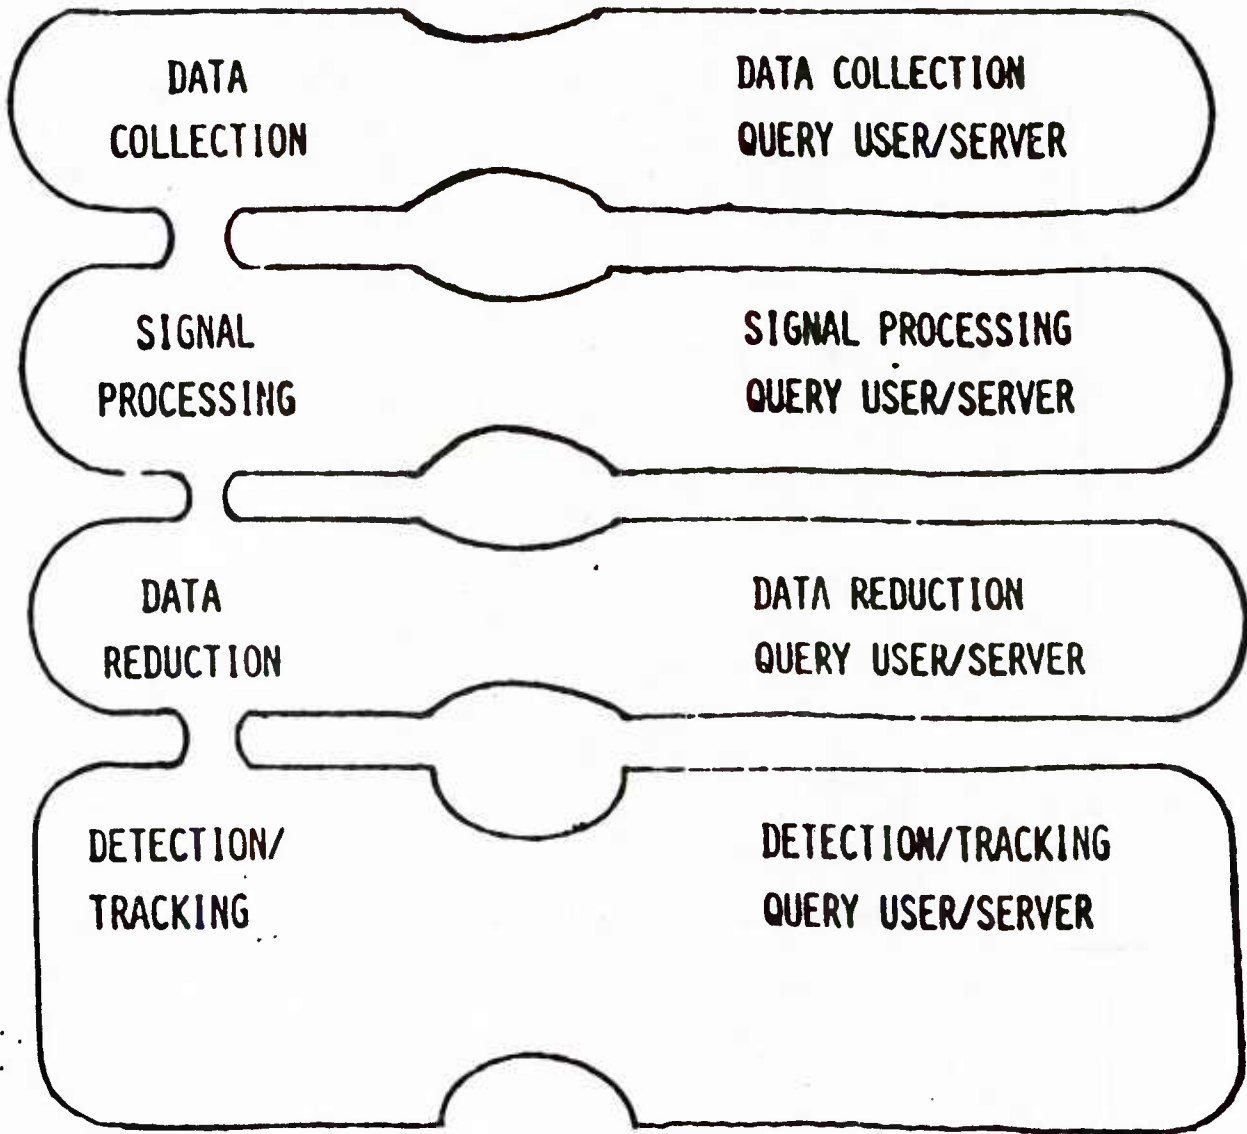 DATA
COLLECTION
DATA COLLECTION
QUERY USER/SERVER
SIGNAL
PROCESSING
SIGNAL PROCESSING
QUERY USER/SERVER
DATA
REDUCTION
DATA REDUCTION
QUERY USER/SERVER
DETECTION/
TRACKING
DETECTION/TRACKING
QUERY USER/SERVER